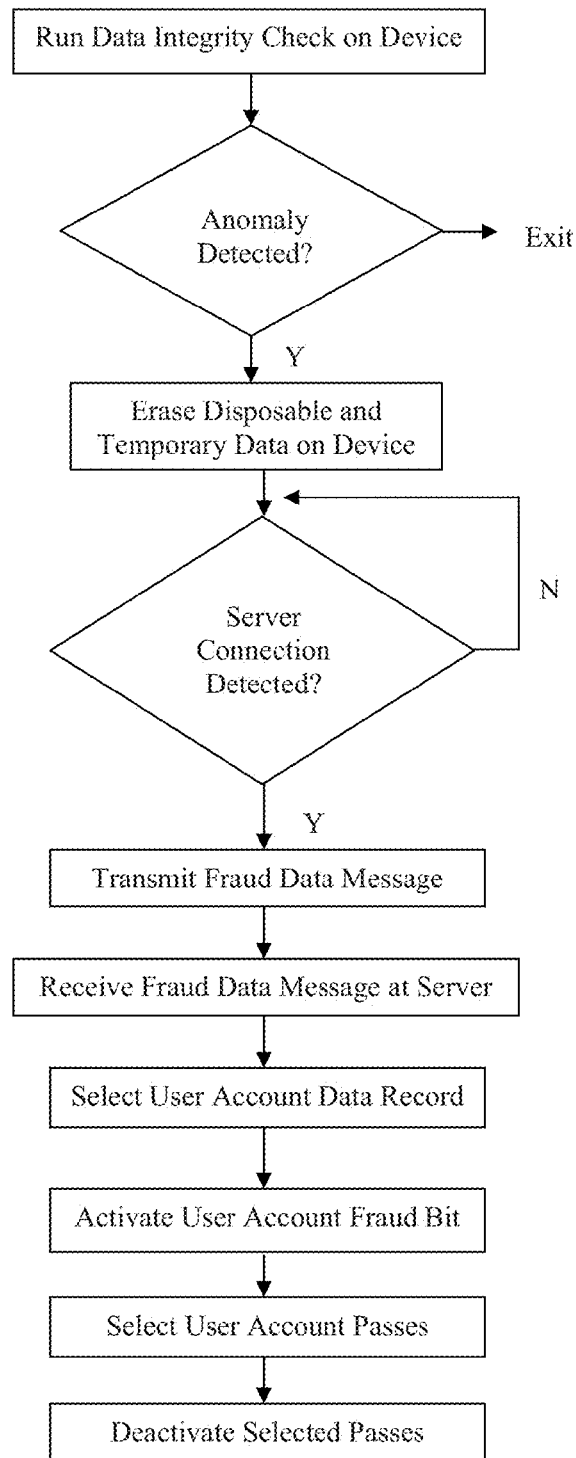 Run Data Integrity Check on Device
Anomaly
Detected?
Exit
Y
Erase Disposable and
Temporary Data on Device
N
Server
Connection
Detected?
Y
Transmit Fraud Data Message
Receive Fraud Data Message at Server
Select User Account Data Record
Activate User Account Fraud Bit
Select User Account Passes
Deactivate Selected Passes